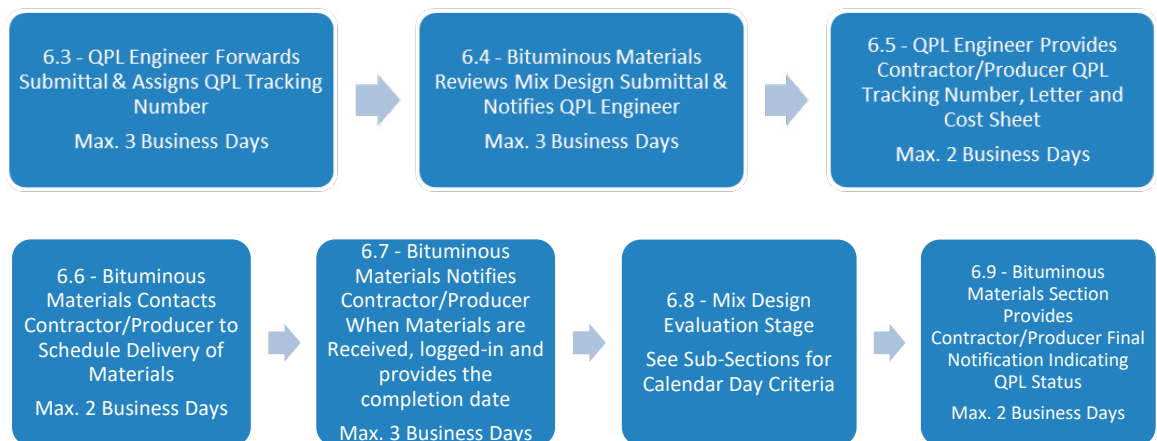 6.3 - QPL Engineer Forwards
Submittal & Assigns QPL Tracking
Number
Max. 3 Business Days
6.4 - Bituminous Materials
Reviews Mix Design Submittal &
Notifies QPL Engineer
Max. 3 Business Days
6.5 - QPL Engineer Provides
Contractor/Producer QPL
Tracking Number, Letter and
Cost Sheet
Max. 2 Business Days
6.6 - Bituminous
Materials Contacts
Contractor/Producer to
Schedule Delivery of
Materials
Max. 2 Business Days
6.7 - Bituminous
Materials Notifies
Contractor/Producer
When Materials are
Received, logged-in and
provides the
completion date
Max. 3 Business Days
6.8 - Mix Design
Evaluation Stage
See Sub-Sections for
Calendar Day Criteria
6.9 - Bituminous
Materials Section
Provides
Contractor/Producer Final
Notification Indicating
QPL Status
Max. 2 Business Days